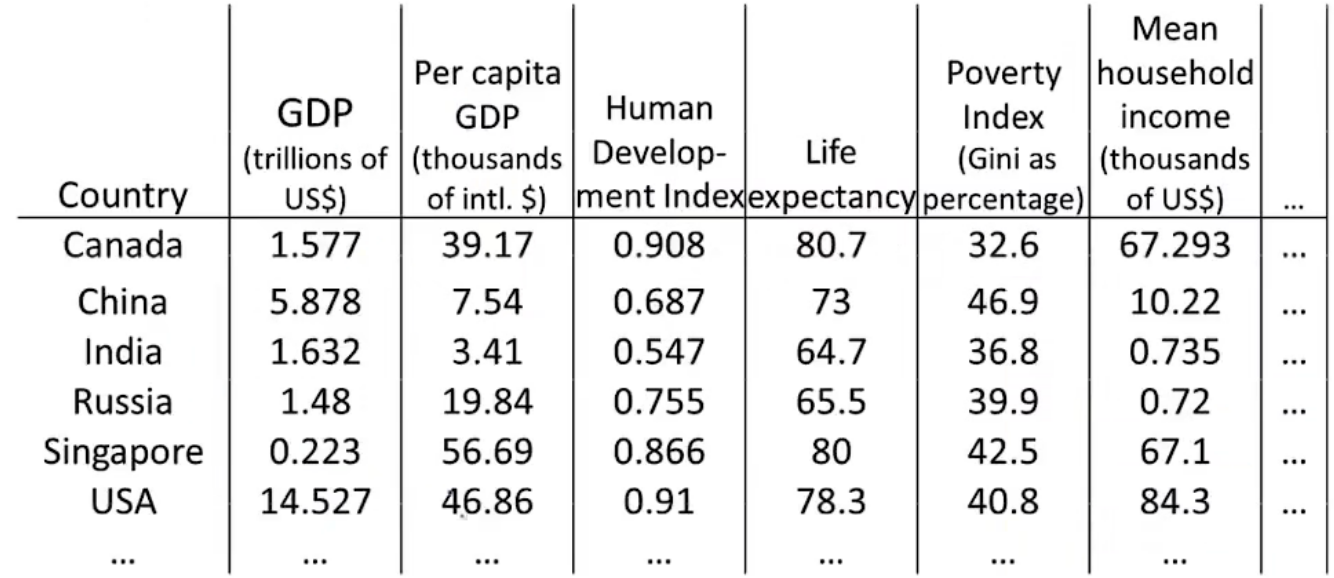 Country | GDP (trillions of US$) | Per capita GDP (thousands of intl. $) | Human Develop-ment Index | Life expectancy | Poverty Index (Gini as percentage) | Mean household income (thousands of US$) | ...
Canada | 1.577 | 39.17 | 0.908 | 80.7 | 32.6 | 67.293 | ...
China | 5.878 | 7.54 | 0.687 | 73 | 46.9 | 10.22 | ...
India | 1.632 | 3.41 | 0.547 | 64.7 | 36.8 | 0.735 | ...
Russia | 1.48 | 19.84 | 0.755 | 65.5 | 39.9 | 0.72 | ...
Singapore | 0.223 | 56.69 | 0.866 | 80 | 42.5 | 67.1 | ...
USA | 14.527 | 46.86 | 0.91 | 78.3 | 40.8 | 84.3 | ...
... | ... | ... | ... | ... | ... | ...